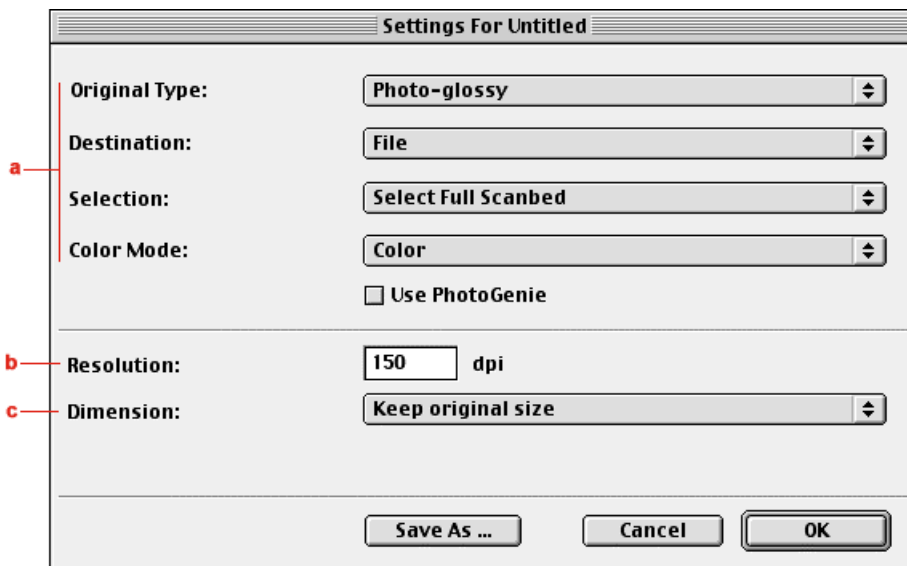 Settings For Untitled
Original Type: Photo-glossy
Destination: File
a
Selection: Select Full Scanbed
Color Mode: Color
Use PhotoGenie
b Resolution: 150 dpi
c Dimension: Keep original size
Save As ... Cancel OK